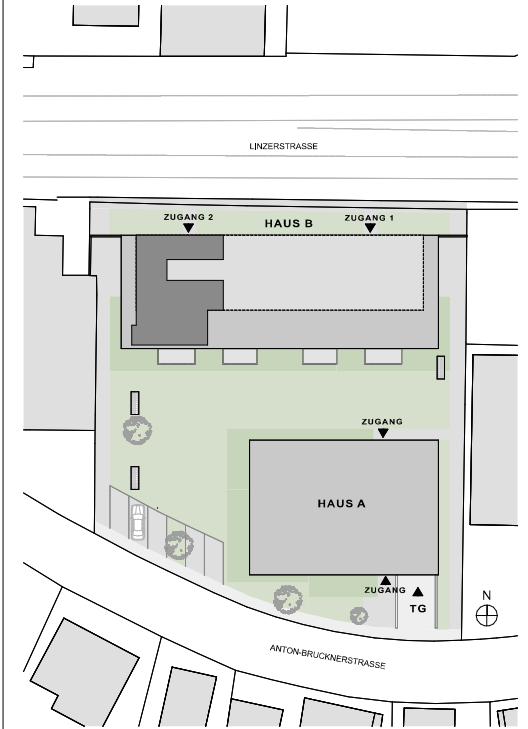 LINZERSTRASSE
ZUGANG 2
HAUS B
ZUGANG 1
ZUGANG
HAUS A
ZUGANG
TG
N
ANTON-BRUCKNERSTRASSE